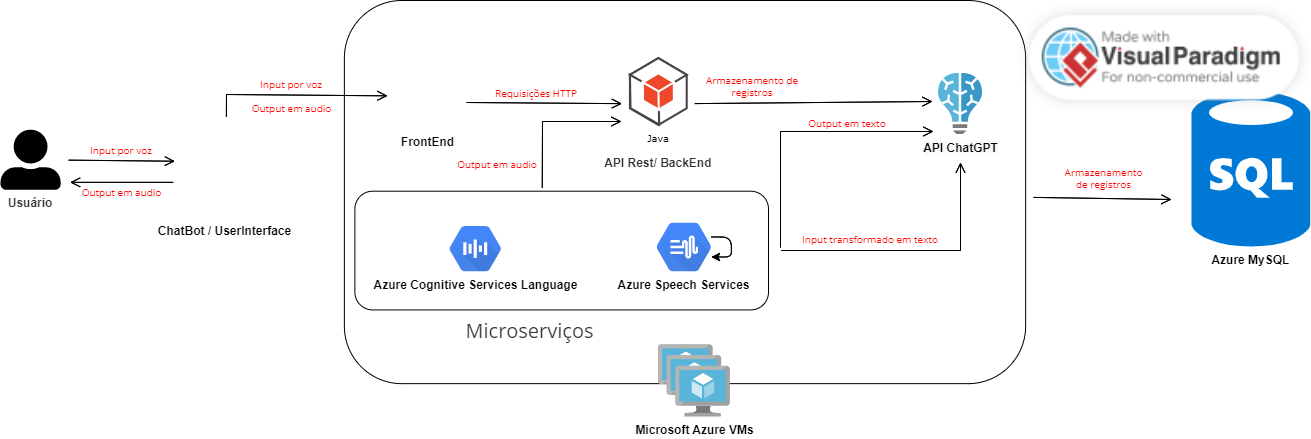 Made with
Visual Paradigm
For non-commercial use
Input por voz
Output em audio
Usuário
Input por voz
Output em audio
ChatBot / UserInterface
FrontEnd
Requisições HTTP
Java
API Rest/ BackEnd
Armazenamento de
registros
Output em texto
API ChatGPT
Output em audio
Azure Cognitive Services Language
Azure Speech Services
Input transformado em texto
Microserviços
Microsoft Azure VMs
Armazenamento
de registros
SQL
Azure MySQL